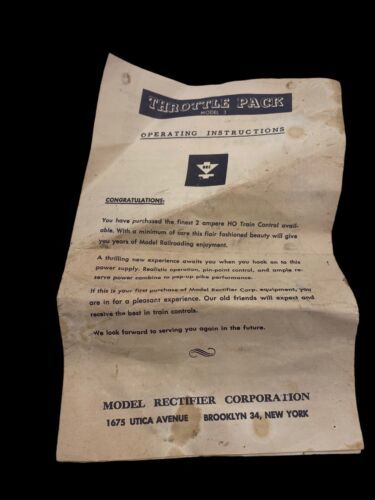 THROTTLE PACK
MODEL 3
OPERATING INSTRUCTIONS
CONGRATULATIONS:
You have purchased the finest 2 ampere HO Train Control avail-
able. With a minimum of care this flair fashioned beauty will give
you years of Model Railroading enjoyment.
A thrilling new experience awaits you when you hook on to this
power supply. Realistic operation, pin-point control, and ample re-
serve power combine to pep-up pike performance.
If this is your first purchase of Model Rectifier Corp. equipment, you
are in for a pleasant experience. Our old friends will expect and
receive the best in train controls.
We look forward to serving you again in the future.
MODEL RECTIFIER CORPORATION
1675 UTICA AVENUE BROOKLYN 34, NEW YORK